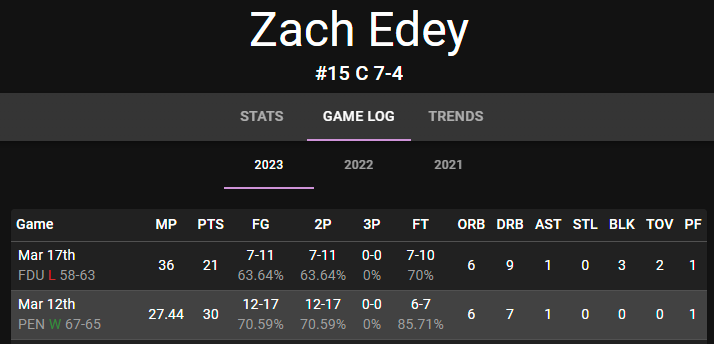 Zach Edey
#15 C 7-4
STATS GAME LOG TRENDS
2023 2022 2021
Game MP PTS FG 2P 3P FT ORB DRB AST STL BLK TOV PF
Mar 17th 7-11 7-11 0-0 7-10
36 21 6 9 1 0 3 2 1
FDU L 58-63 63.64% 63.64% 0% 70%
Mar 12th 12-17 12-17 0-0 6-7
27.44 30 6 7 1 0 0 0 1
PEN W 67-65 70.59% 70.59% 0% 85.71%